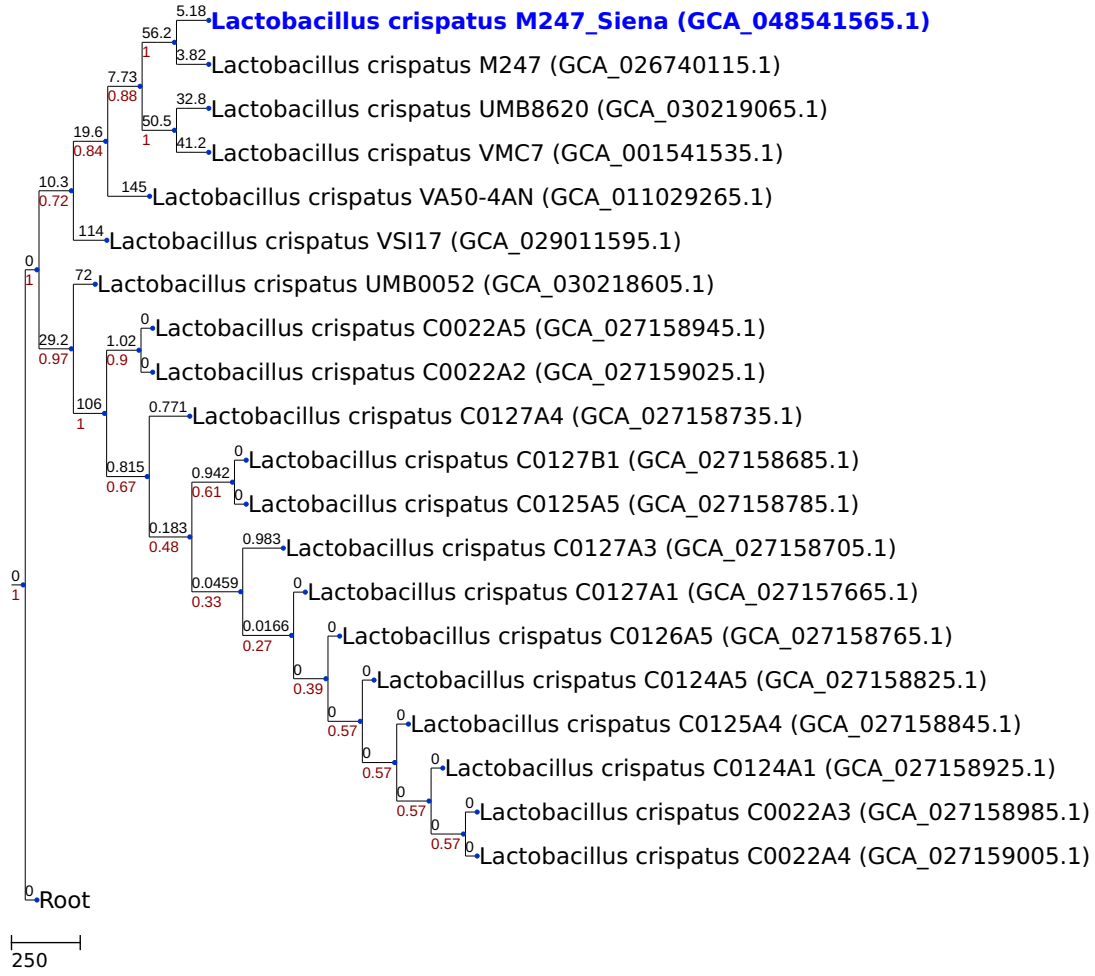 5.18
Lactobacillus crispatus M247_Siena (GCA_048541565.1)
56.2
1
3.82
Lactobacillus crispatus M247 (GCA_026740115.1)
7.73
0.88
32.8
Lactobacillus crispatus UMB8620 (GCA_030219065.1)
50.5
1
41.2
Lactobacillus crispatus VMC7 (GCA_001541535.1)
19.6
0.84
145
Lactobacillus crispatus VA50-4AN (GCA_011029265.1)
10.3
0.72
114
Lactobacillus crispatus VSI17 (GCA_029011595.1)
0
1
72
Lactobacillus crispatus UMB0052 (GCA_030218605.1)
0
Lactobacillus crispatus C0022A5 (GCA_027158945.1)
29.2
0.97
1.02
0.9
0
Lactobacillus crispatus C0022A2 (GCA_027159025.1)
106
1
0.771
Lactobacillus crispatus C0127A4 (GCA_027158735.1)
0
Lactobacillus crispatus C0127B1 (GCA_027158685.1)
0.815
0.67
0.942
0.61
0
Lactobacillus crispatus C0125A5 (GCA_027158785.1)
0.183
0.48
0.983
Lactobacillus crispatus C0127A3 (GCA_027158705.1)
0
1
0.0459
0.33
0
Lactobacillus crispatus C0127A1 (GCA_027157665.1)
0.0166
0.27
0
Lactobacillus crispatus C0126A5 (GCA_027158765.1)
0
0.39
0
Lactobacillus crispatus C0124A5 (GCA_027158825.1)
0
0.57
0
Lactobacillus crispatus C0125A4 (GCA_027158845.1)
0
0.57
0
Lactobacillus crispatus C0124A1 (GCA_027158925.1)
0
0.57
0
Lactobacillus crispatus C0022A3 (GCA_027158985.1)
0
0.57
0
Lactobacillus crispatus C0022A4 (GCA_027159005.1)
0
Root
250